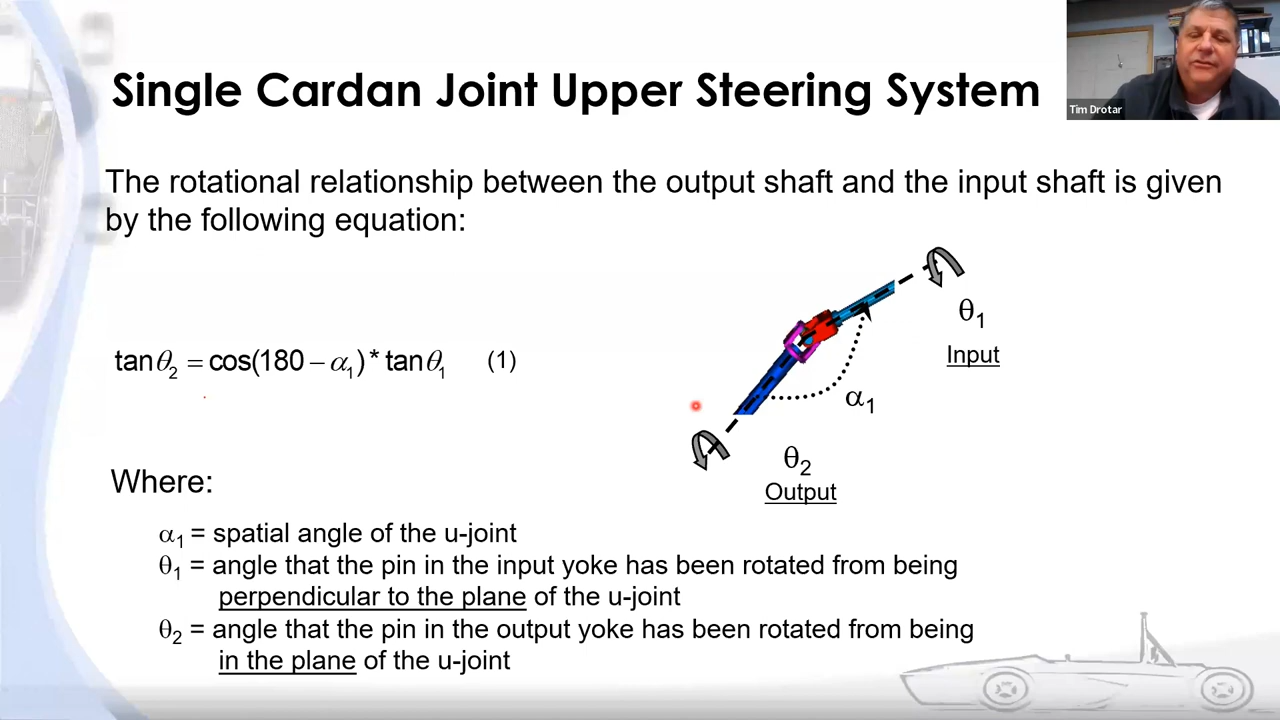 Single Cardan Joint Upper Steering System
Tim Drotar
The rotational relationship between the output shaft and the input shaft is given
by the following equation:
tanθ₂ = cos(180 − α₁) * tanθ₁ (1)
θ₁
Input
α₁
θ₂
Output
Where:
α₁ = spatial angle of the u-joint
θ₁ = angle that the pin in the input yoke has been rotated from being
perpendicular to the plane of the u-joint
θ₂ = angle that the pin in the output yoke has been rotated from being
in the plane of the u-joint